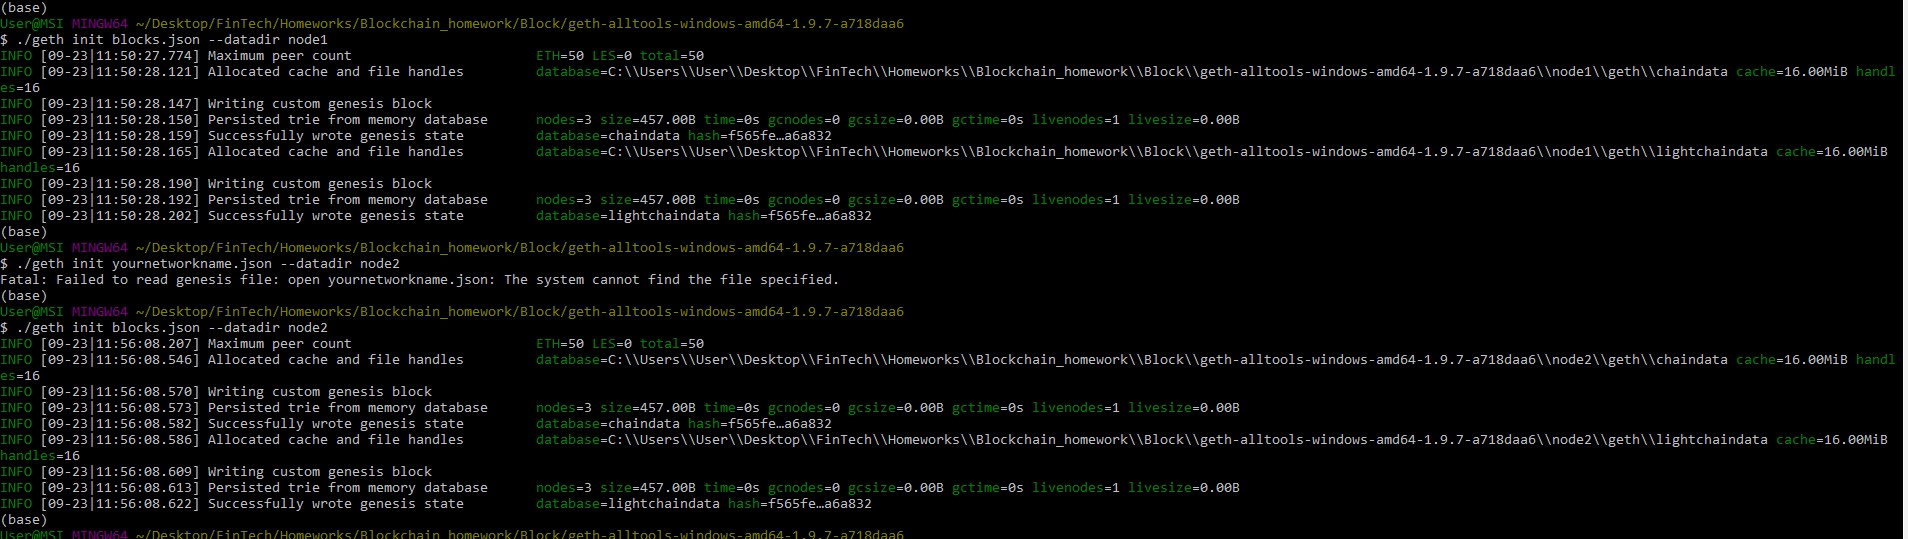 (base)
User@MSI MINGW64 ~/Desktop/FinTech/Homeworks/Blockchain_homework/Block/geth-alltools-windows-amd64-1.9.7-a718daa6
$ ./geth init blocks.json --datadir node1
INFO [09-23|11:50:27.774] Maximum peer count                       ETH=50 LES=0 total=50
INFO [09-23|11:50:28.121] Allocated cache and file handles         database=C:\\Users\\User\\Desktop\\FinTech\\Homeworks\\Blockchain_homework\\Block\\geth-alltools-windows-amd64-1.9.7-a718daa6\\node1\\geth\\chaindata cache=16.00MiB handl
es=16
INFO [09-23|11:50:28.147] Writing custom genesis block
INFO [09-23|11:50:28.150] Persisted trie from memory database      nodes=3 size=457.00B time=0s gcnodes=0 gcsize=0.00B gctime=0s livenodes=1 livesize=0.00B
INFO [09-23|11:50:28.159] Successfully wrote genesis state         database=chaindata hash=f565fe…a6a832
INFO [09-23|11:50:28.165] Allocated cache and file handles         database=C:\\Users\\User\\Desktop\\FinTech\\Homeworks\\Blockchain_homework\\Block\\geth-alltools-windows-amd64-1.9.7-a718daa6\\node1\\geth\\lightchaindata cache=16.00MiB
handles=16
INFO [09-23|11:50:28.190] Writing custom genesis block
INFO [09-23|11:50:28.192] Persisted trie from memory database      nodes=3 size=457.00B time=0s gcnodes=0 gcsize=0.00B gctime=0s livenodes=1 livesize=0.00B
INFO [09-23|11:50:28.202] Successfully wrote genesis state         database=lightchaindata hash=f565fe…a6a832
(base)
User@MSI MINGW64 ~/Desktop/FinTech/Homeworks/Blockchain_homework/Block/geth-alltools-windows-amd64-1.9.7-a718daa6
$ ./geth init yournetworkname.json --datadir node2
Fatal: Failed to read genesis file: open yournetworkname.json: The system cannot find the file specified.
(base)
User@MSI MINGW64 ~/Desktop/FinTech/Homeworks/Blockchain_homework/Block/geth-alltools-windows-amd64-1.9.7-a718daa6
$ ./geth init blocks.json --datadir node2
INFO [09-23|11:56:08.207] Maximum peer count                       ETH=50 LES=0 total=50
INFO [09-23|11:56:08.546] Allocated cache and file handles         database=C:\\Users\\User\\Desktop\\FinTech\\Homeworks\\Blockchain_homework\\Block\\geth-alltools-windows-amd64-1.9.7-a718daa6\\node2\\geth\\chaindata cache=16.00MiB handl
es=16
INFO [09-23|11:56:08.570] Writing custom genesis block
INFO [09-23|11:56:08.573] Persisted trie from memory database      nodes=3 size=457.00B time=0s gcnodes=0 gcsize=0.00B gctime=0s livenodes=1 livesize=0.00B
INFO [09-23|11:56:08.582] Successfully wrote genesis state         database=chaindata hash=f565fe…a6a832
INFO [09-23|11:56:08.586] Allocated cache and file handles         database=C:\\Users\\User\\Desktop\\FinTech\\Homeworks\\Blockchain_homework\\Block\\geth-alltools-windows-amd64-1.9.7-a718daa6\\node2\\geth\\lightchaindata cache=16.00MiB
handles=16
INFO [09-23|11:56:08.609] Writing custom genesis block
INFO [09-23|11:56:08.613] Persisted trie from memory database      nodes=3 size=457.00B time=0s gcnodes=0 gcsize=0.00B gctime=0s livenodes=1 livesize=0.00B
INFO [09-23|11:56:08.622] Successfully wrote genesis state         database=lightchaindata hash=f565fe…a6a832
(base)
User@MSI MINGW64 ~/Desktop/FinTech/Homeworks/Blockchain_homework/Block/geth-alltools-windows-amd64-1.9.7-a718daa6